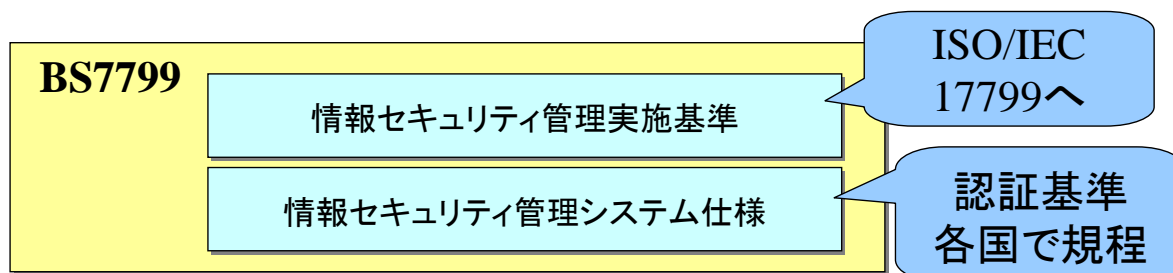 BS7799
情報セキュリティ管理実施基準
ISO/IEC
17799へ
情報セキュリティ管理システム仕様
認証基準
各国で規程